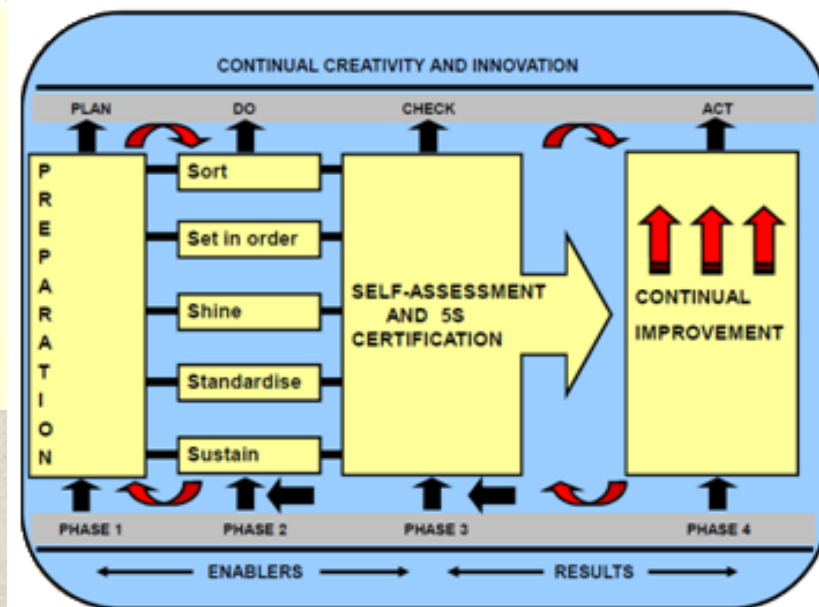 CONTINUAL CREATIVITY AND INNOVATION
PLAN DO CHECK ACT
PREPARATION
Sort
Set in order
Shine
Standardise
Sustain
SELF-ASSESSMENT
AND 5S
CERTIFICATION
CONTINUAL
IMPROVEMENT
PHASE 1 PHASE 2 PHASE 3 PHASE 4
ENABLERS RESULTS